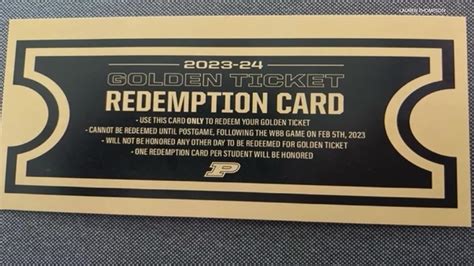 LAUREN THOMPSON
2023-24
GOLDEN TICKET
REDEMPTION CARD
- USE THIS CARD ONLY TO REDEEM YOUR GOLDEN TICKET
- CANNOT BE REDEEMED UNTIL POSTGAME, FOLLOWING THE WBB GAME ON FEB 5TH, 2023
- WILL NOT BE HONORED ANY OTHER DAY TO BE REDEEMED FOR GOLDEN TICKET
- ONE REDEMPTION CARD PER STUDENT WILL BE HONORED
P